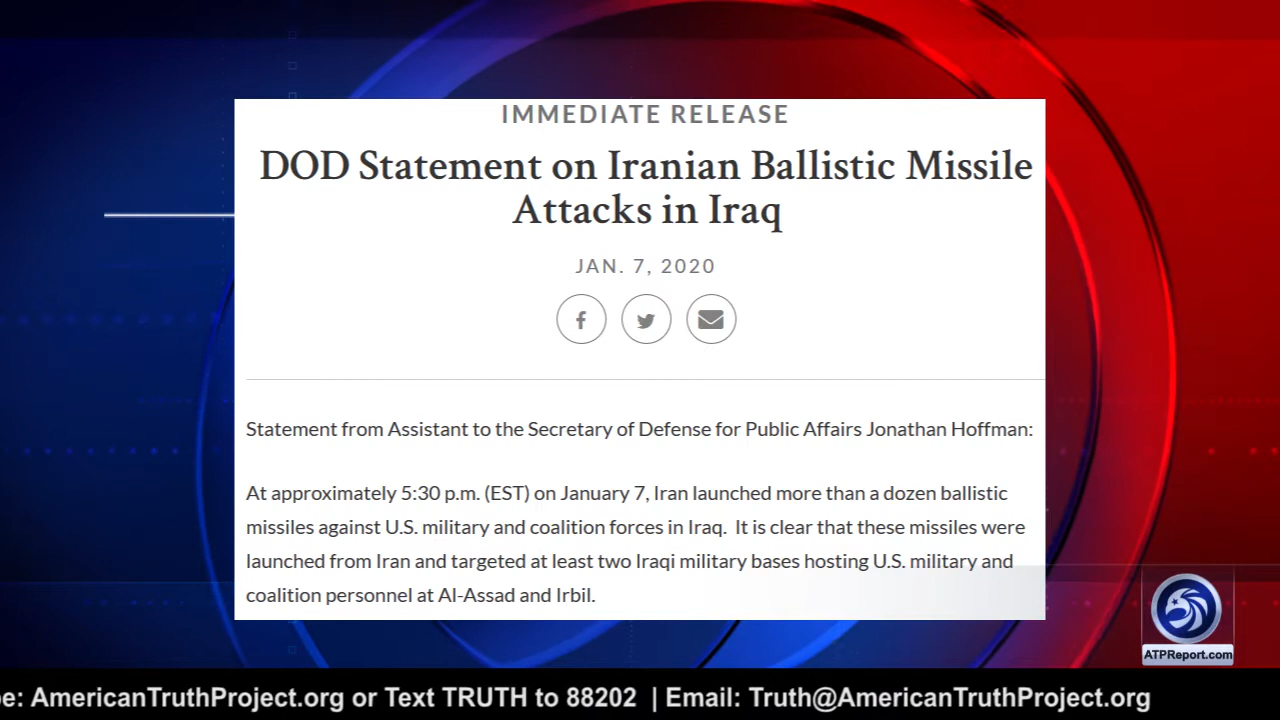 IMMEDIATE RELEASE
DOD Statement on Iranian Ballistic Missile
Attacks in Iraq
JAN. 7, 2020
Statement from Assistant to the Secretary of Defense for Public Affairs Jonathan Hoffman:
At approximately 5:30 p.m. (EST) on January 7, Iran launched more than a dozen ballistic
missiles against U.S. military and coalition forces in Iraq.  It is clear that these missiles were
launched from Iran and targeted at least two Iraqi military bases hosting U.S. military and
coalition personnel at Al-Assad and Irbil.
ATPReport.com
: AmericanTruthProject.org or Text TRUTH to 88202 | Email: Truth@AmericanTruthProject.org